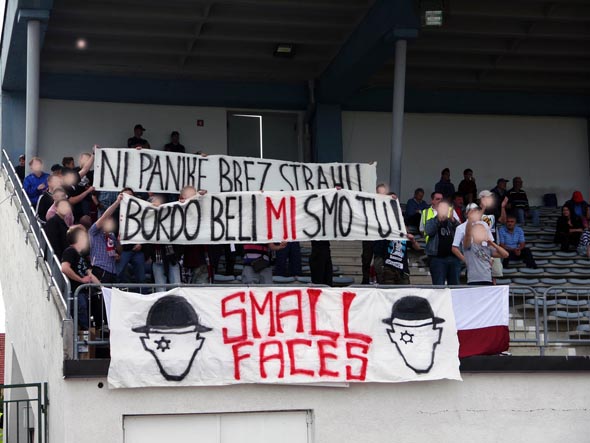 NI PANIKE BREZ STRAHU
BORDO BELI MI SMO TU!
SMALL
FACES